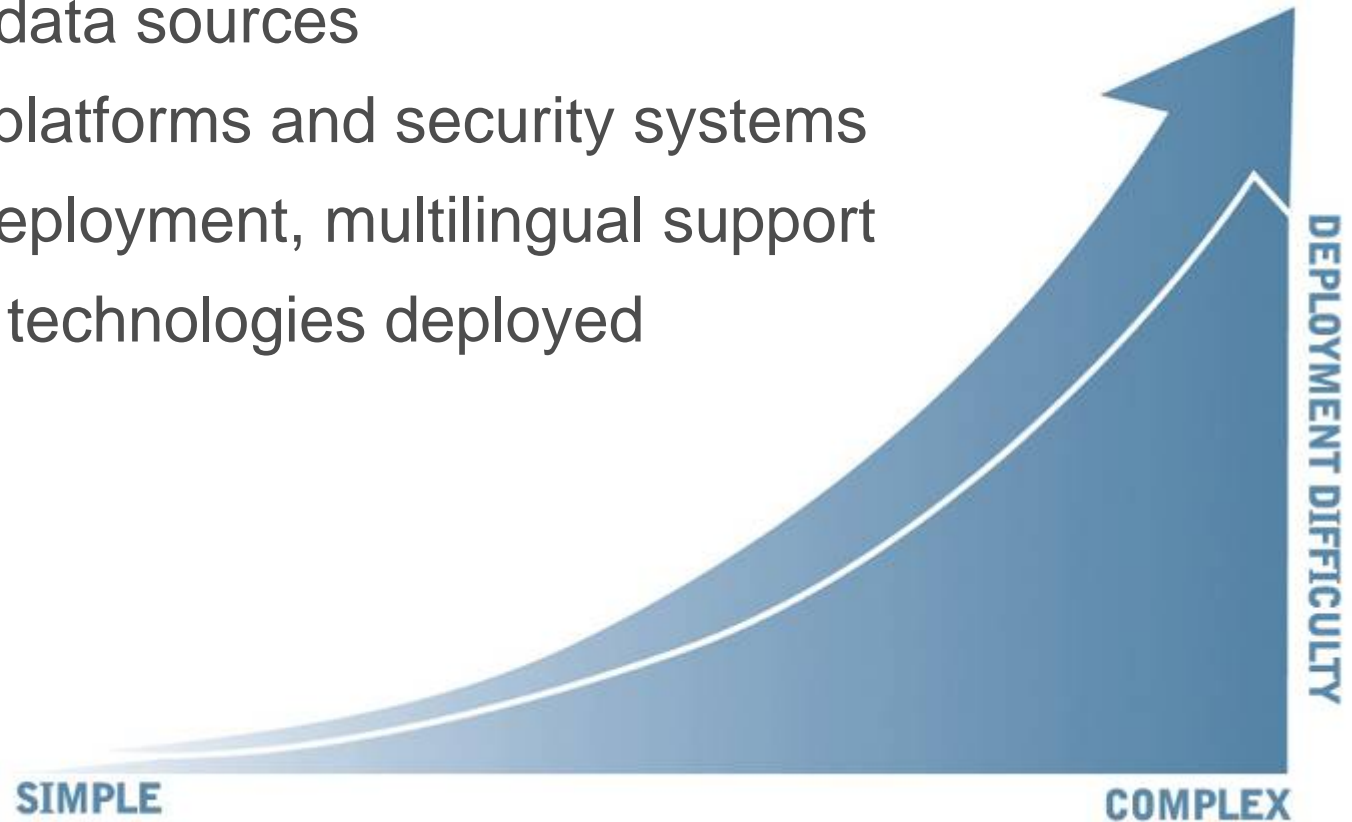 data sources
platforms and security systems
eployment, multilingual support
technologies deployed
DEPLOYMENT DIFFICULTY
SIMPLE
COMPLEX